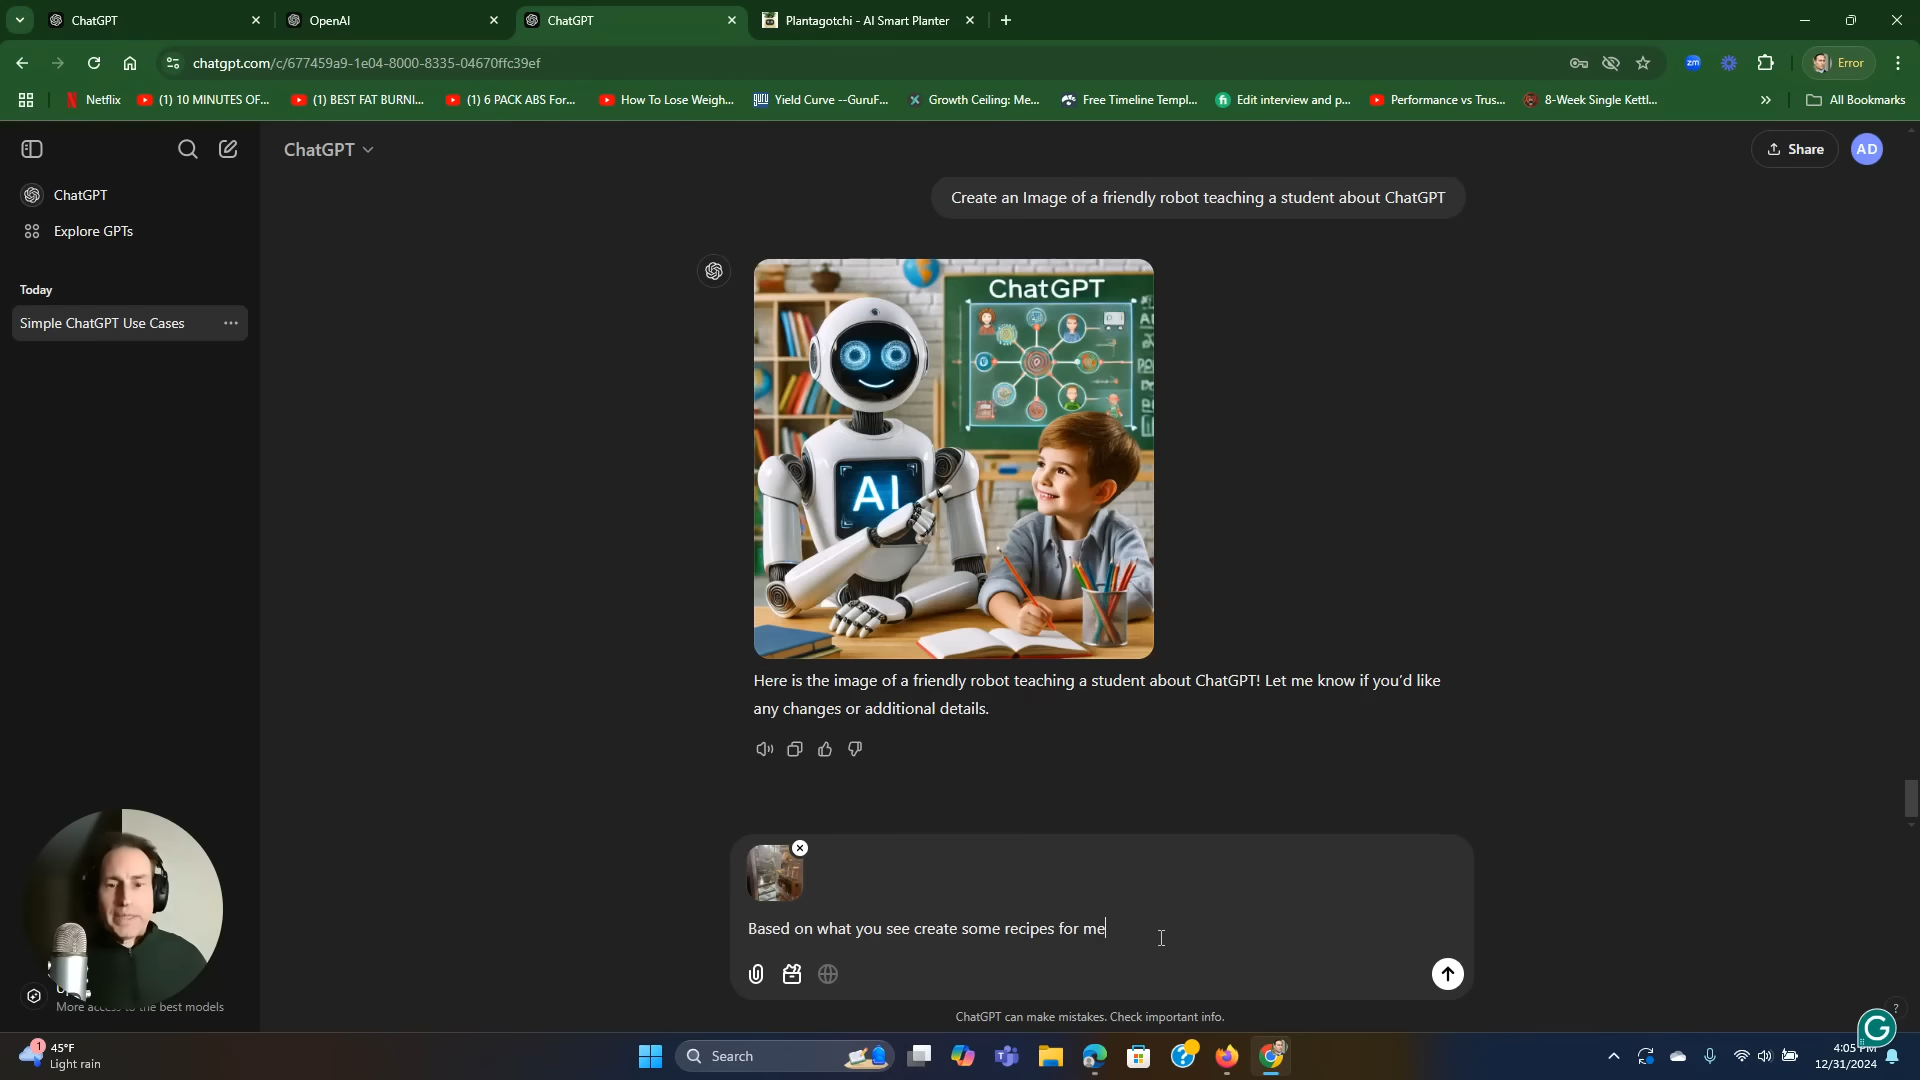 ChatGPT
OpenAI
ChatGPT
Plantagotchi - AI Smart Planter
chatgpt.com/c/677459a9-1e04-8000-8335-04670ffc39ef
zm
Error
Netflix
(1) 10 MINUTES OF...
(1) BEST FAT BURNI...
(1) 6 PACK ABS For...
How To Lose Weigh...
Yield Curve --GuruF...
Growth Ceiling: Me...
Free Timeline Templ...
Edit interview and p...
Performance vs Trus...
8-Week Single Kettl...
All Bookmarks
ChatGPT
Share
AD
ChatGPT
Explore GPTs
Today
Simple ChatGPT Use Cases
Create an Image of a friendly robot teaching a student about ChatGPT
ChatGPT
AI
Here is the image of a friendly robot teaching a student about ChatGPT! Let me know if you'd like
any changes or additional details.
Based on what you see create some recipes for me
More access to the best models
ChatGPT can make mistakes. Check important info.
?
G
1
45°F
Light rain
Search
4:05 PM
12/31/2024